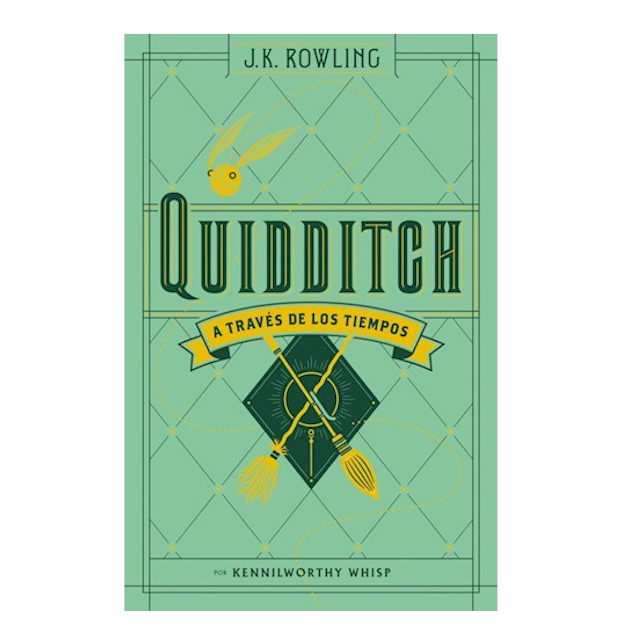 J.K. ROWLING
QUIDDITCH
A TRAVÉS DE LOS TIEMPOS
POR KENNILWORTHY WHISP